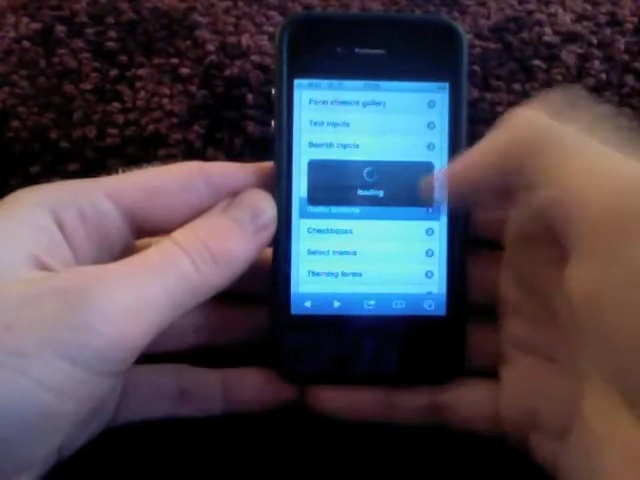 Form element gallery
Text inputs
Search inputs
loading
Radio buttons
Checkboxes
Select menus
Theming forms